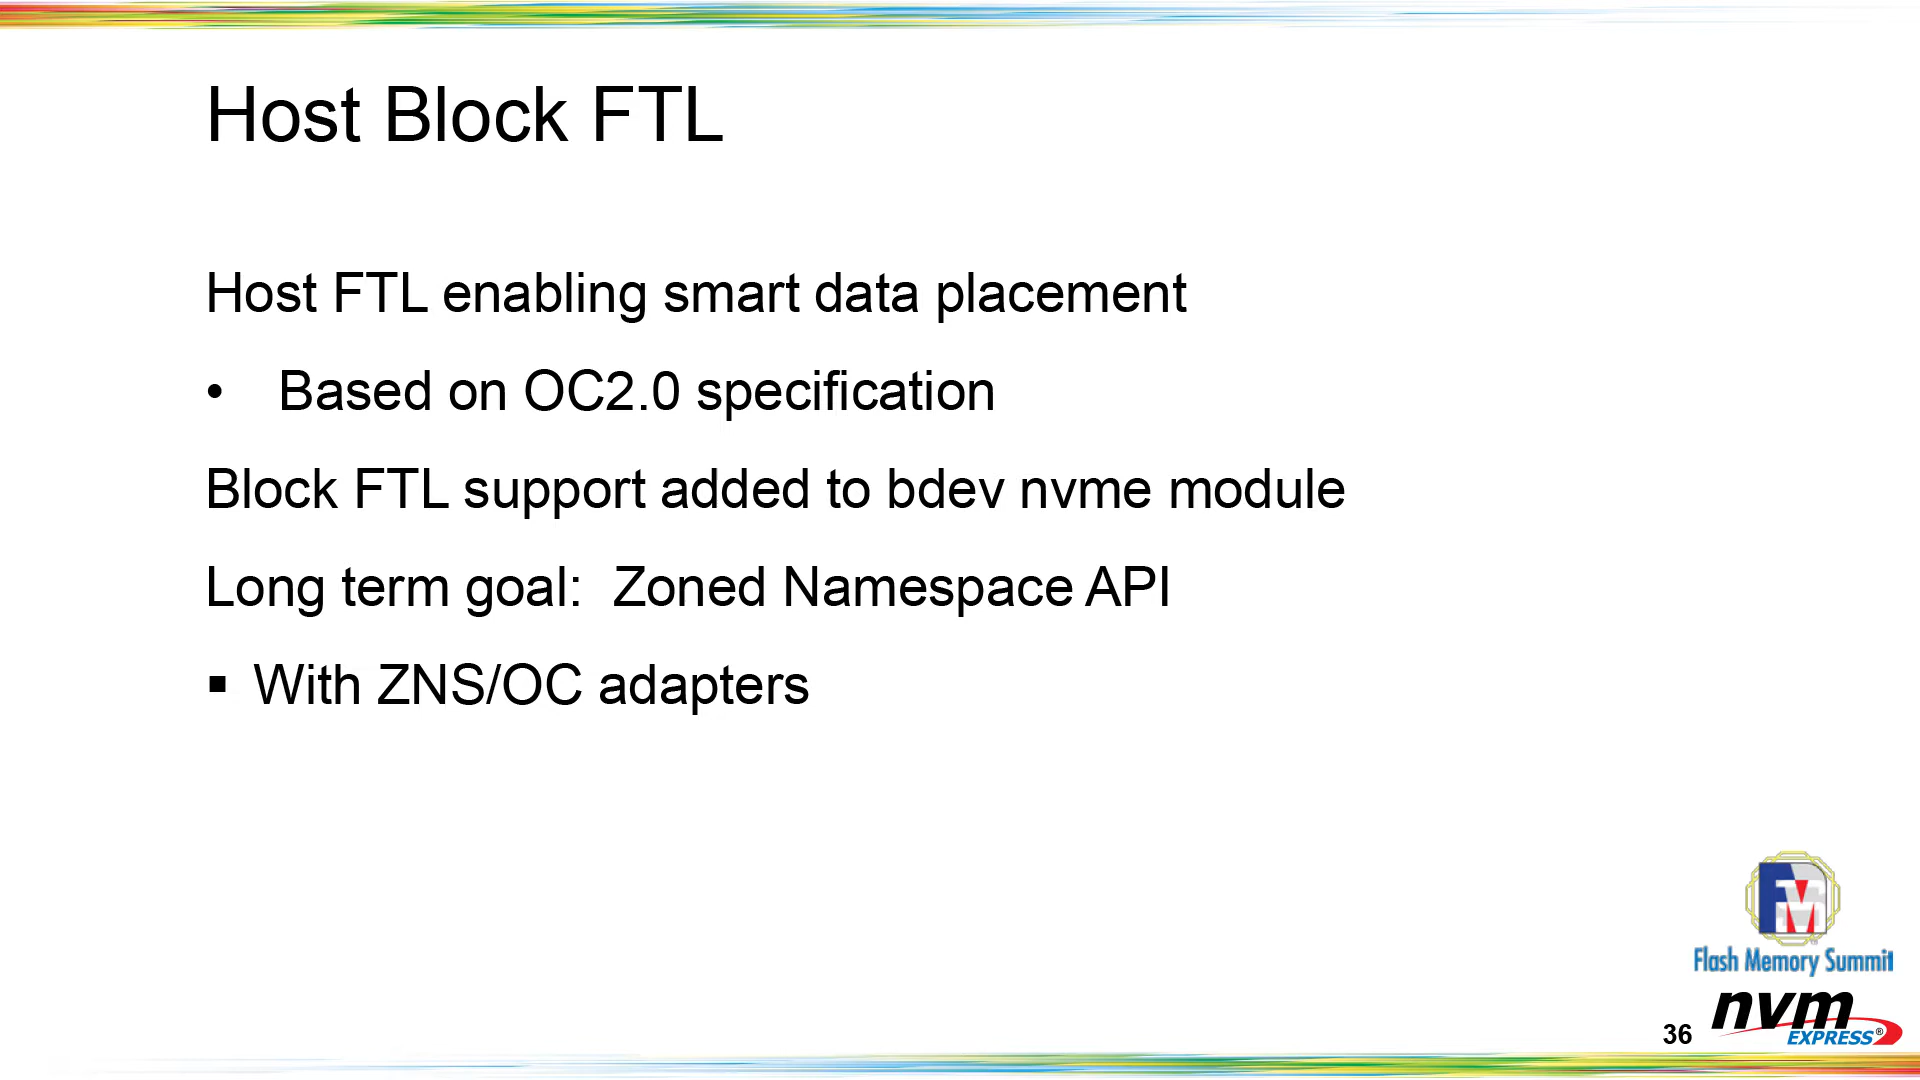 Host Block FTL
Host FTL enabling smart data placement
• Based on OC2.0 specification
Block FTL support added to bdev nvme module
Long term goal:  Zoned Namespace API
▪ With ZNS/OC adapters
FMS
Flash Memory Summit
nvm
EXPRESS®
36